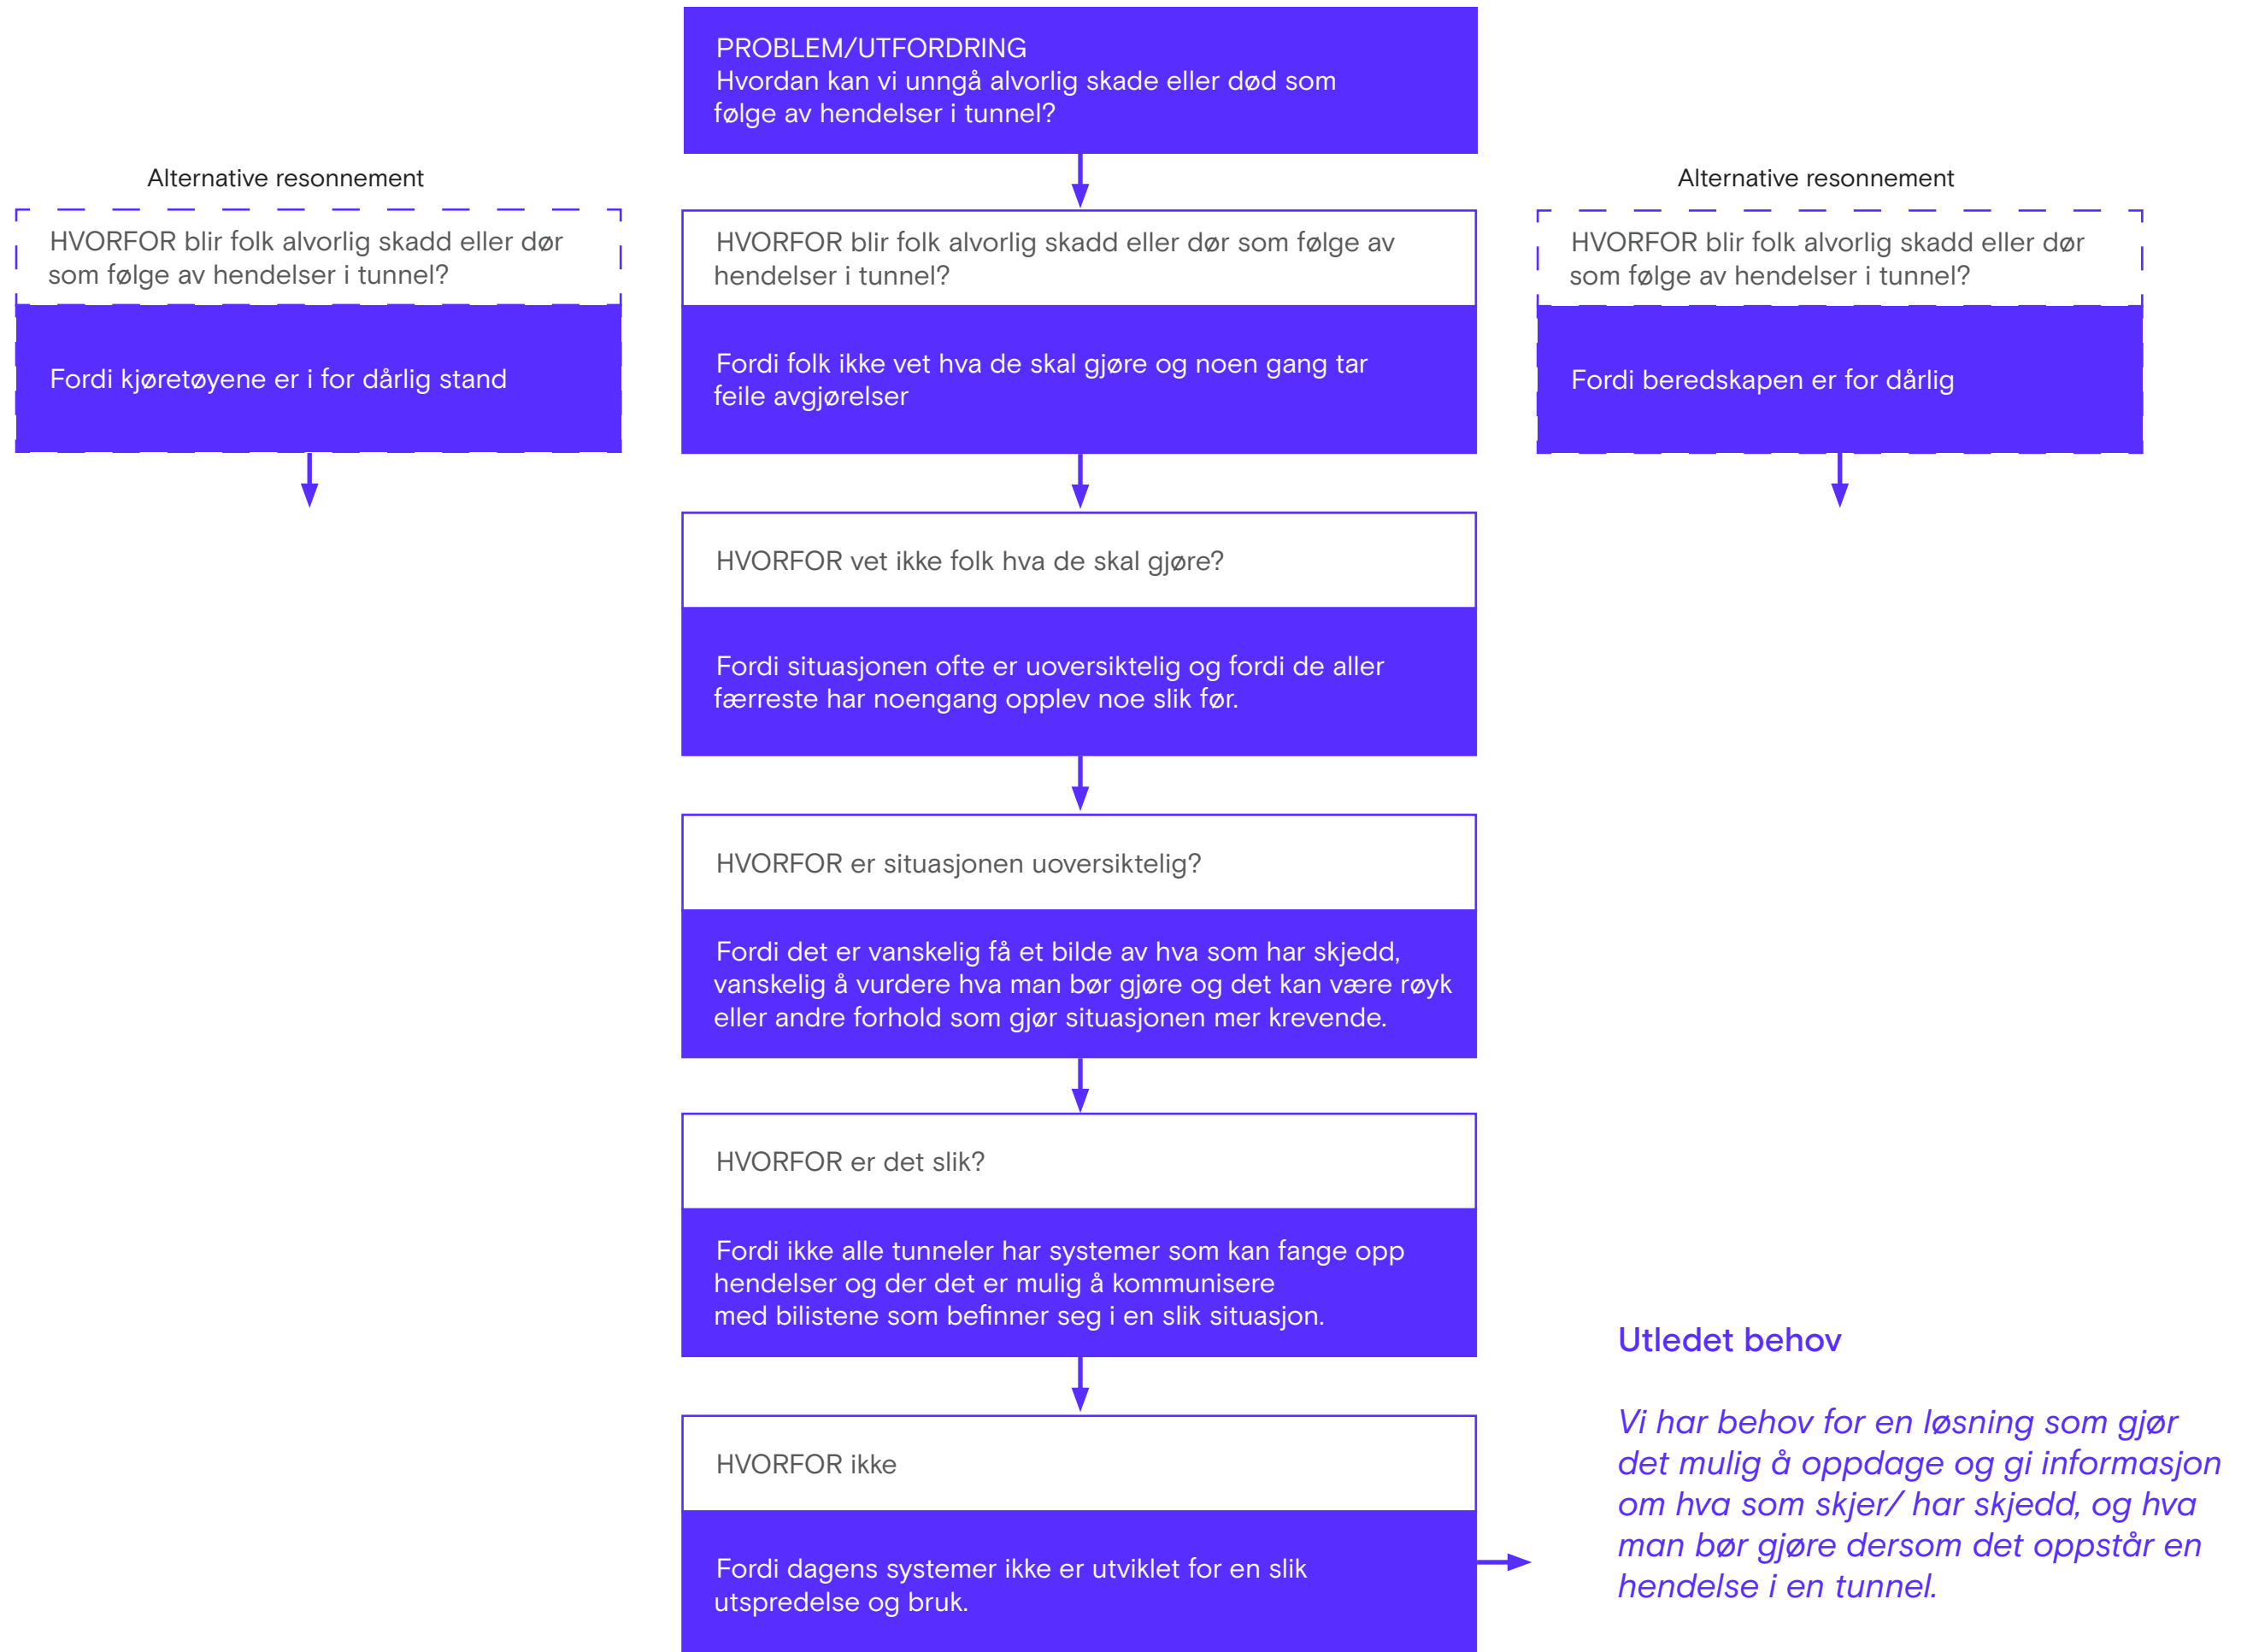 PROBLEM/UTFORDRING
Hvordan kan vi unngå alvorlig skade eller død som
følge av hendelser i tunnel?
Alternative resonnement
HVORFOR blir folk alvorlig skadd eller dør
som følge av hendelser i tunnel?
Fordi kjøretøyene er i for dårlig stand
HVORFOR blir folk alvorlig skadd eller dør som følge av
hendelser i tunnel?
Fordi folk ikke vet hva de skal gjøre og noen gang tar
feile avgjørelser
Alternative resonnement
HVORFOR blir folk alvorlig skadd eller dør
som følge av hendelser i tunnel?
Fordi beredskapen er for dårlig
HVORFOR vet ikke folk hva de skal gjøre?
Fordi situasjonen ofte er uoversiktelig og fordi de aller
færreste har noengang opplev noe slik før.
HVORFOR er situasjonen uoversiktelig?
Fordi det er vanskelig få et bilde av hva som har skjedd,
vanskelig å vurdere hva man bør gjøre og det kan være røyk
eller andre forhold som gjør situasjonen mer krevende.
HVORFOR er det slik?
Fordi ikke alle tunneler har systemer som kan fange opp
hendelser og der det er mulig å kommunisere
med bilistene som befinner seg i en slik situasjon.
HVORFOR ikke
Fordi dagens systemer ikke er utviklet for en slik
utspredelse og bruk.
Utledet behov
Vi har behov for en løsning som gjør
det mulig å oppdage og gi informasjon
om hva som skjer/ har skjedd, og hva
man bør gjøre dersom det oppstår en
hendelse i en tunnel.